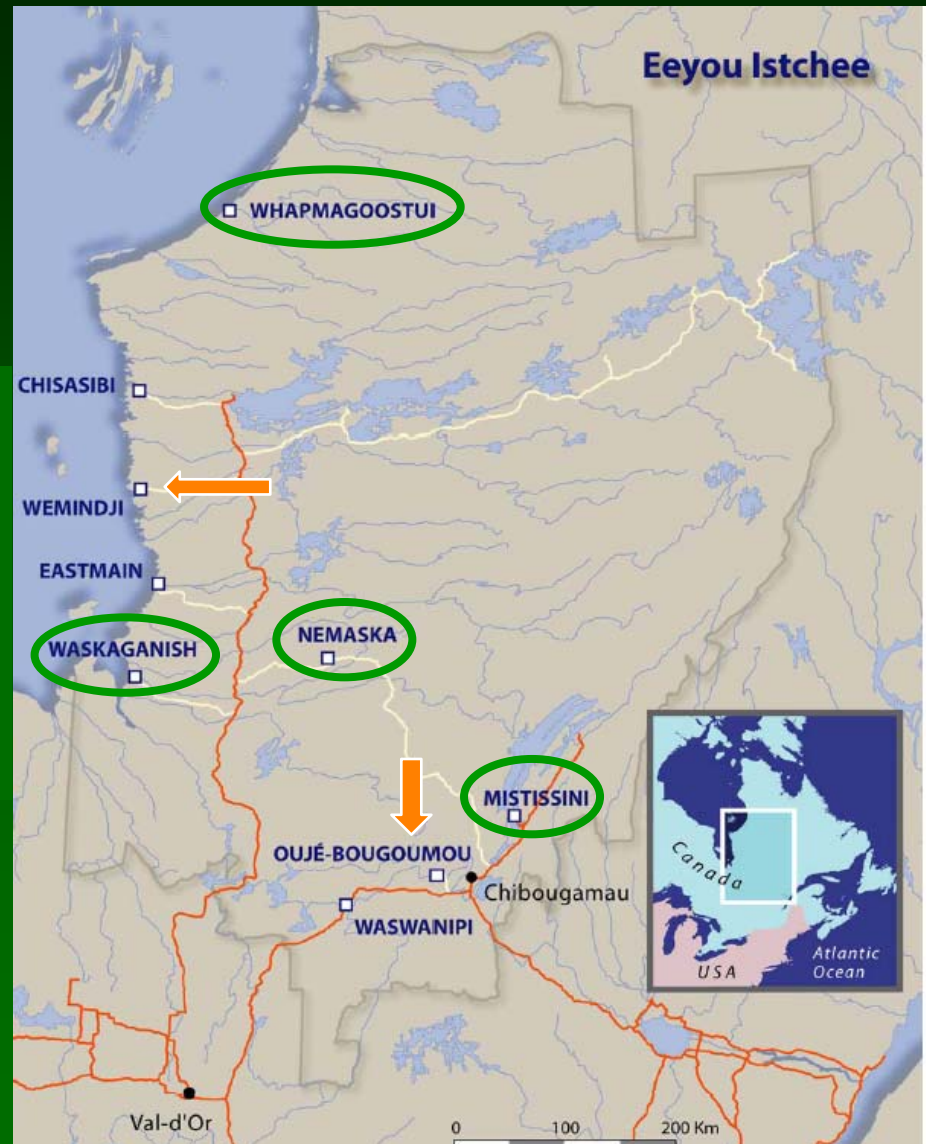 Eeyou Istchee
WHAPMAGOOSTUI
CHISASIBI
WEMINDJI
EASTMAIN
WASKAGANISH
NEMASKA
MISTISSINI
OUJÉ-BOUGOUMOU
Chibougamau
WASWANIPI
Canada
USA
Atlantic
Ocean
Val-d'Or
0 100 200 Km